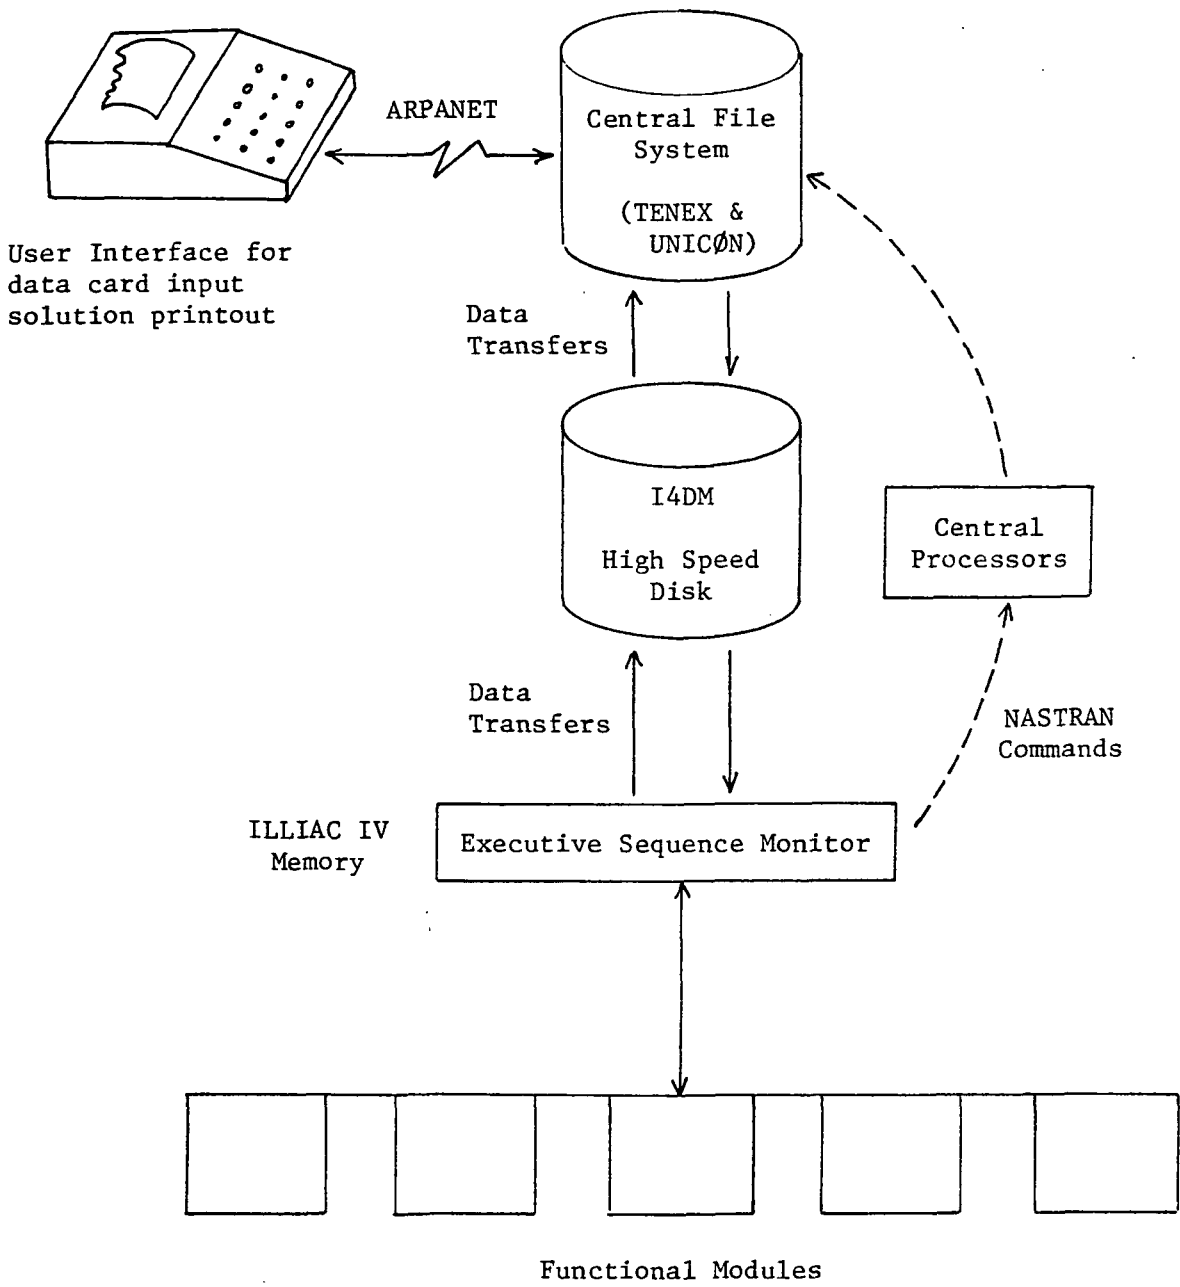 ARPANET
Central File
System
(TENEX &
UNICØN)
User Interface for
data card input
solution printout
Data
Transfers
I4DM
High Speed
Disk
Central
Processors
Data
Transfers
NASTRAN
Commands
ILLIAC IV
Memory
Executive Sequence Monitor
Functional Modules